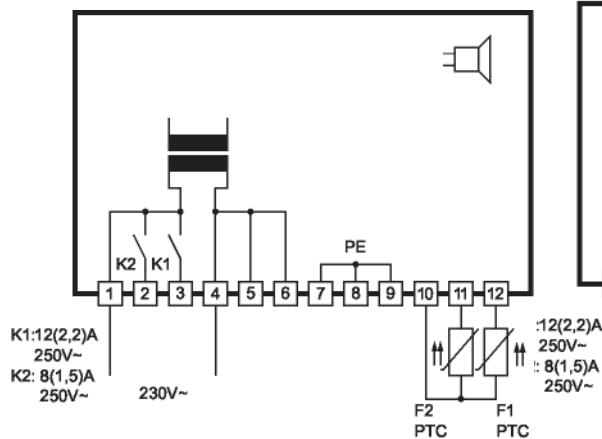 K2 K1
PE
1 2 3 4 5 6 7 8 9 10 11 12
K1:12(2,2)A
250V~
K2: 8(1,5)A
250V~
230V~
F2
PTC
F1
PTC
:12(2,2)A
250V~
: 8(1,5)A
250V~